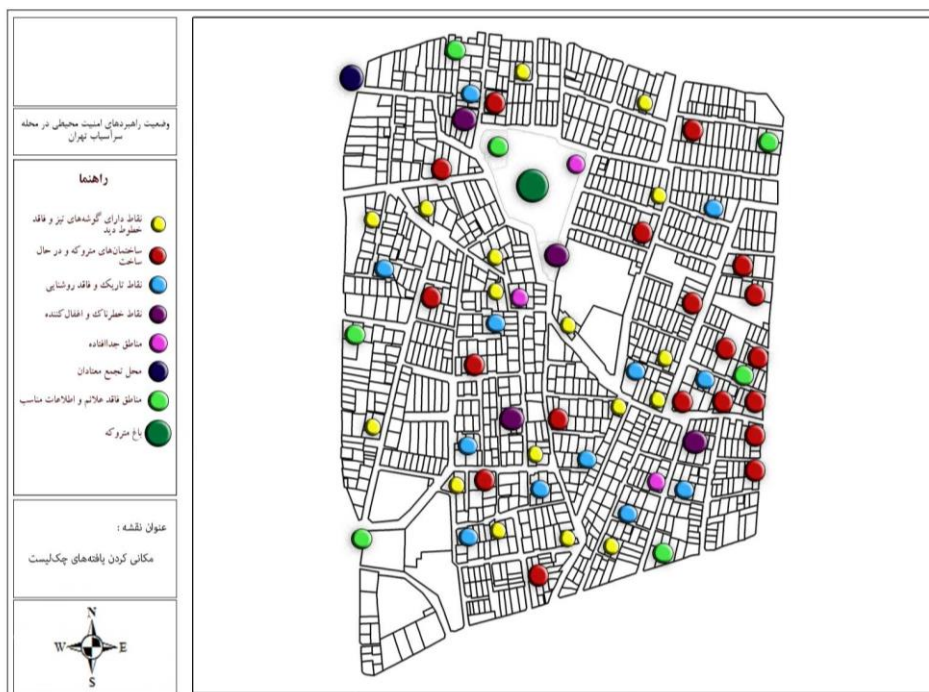 وضعیت راهبردهای امنیت محیطی در محله
سرآسیاب تهران
راهنما
نقاط دارای گوشه‌های تیز و فاقد
خطوط دید
ساختمان‌های متروکه و در حال
ساخت
نقاط تاریک و فاقد روشنایی
نقاط خطرناک و اغفال‌کننده
مناطق جداافتاده
محل تجمع معتادان
مناطق فاقد علائم و اطلاعات مناسب
باغ متروکه
عنوان نقشه :
مکانی کردن یافته‌های چک‌لیست
N
W E
S